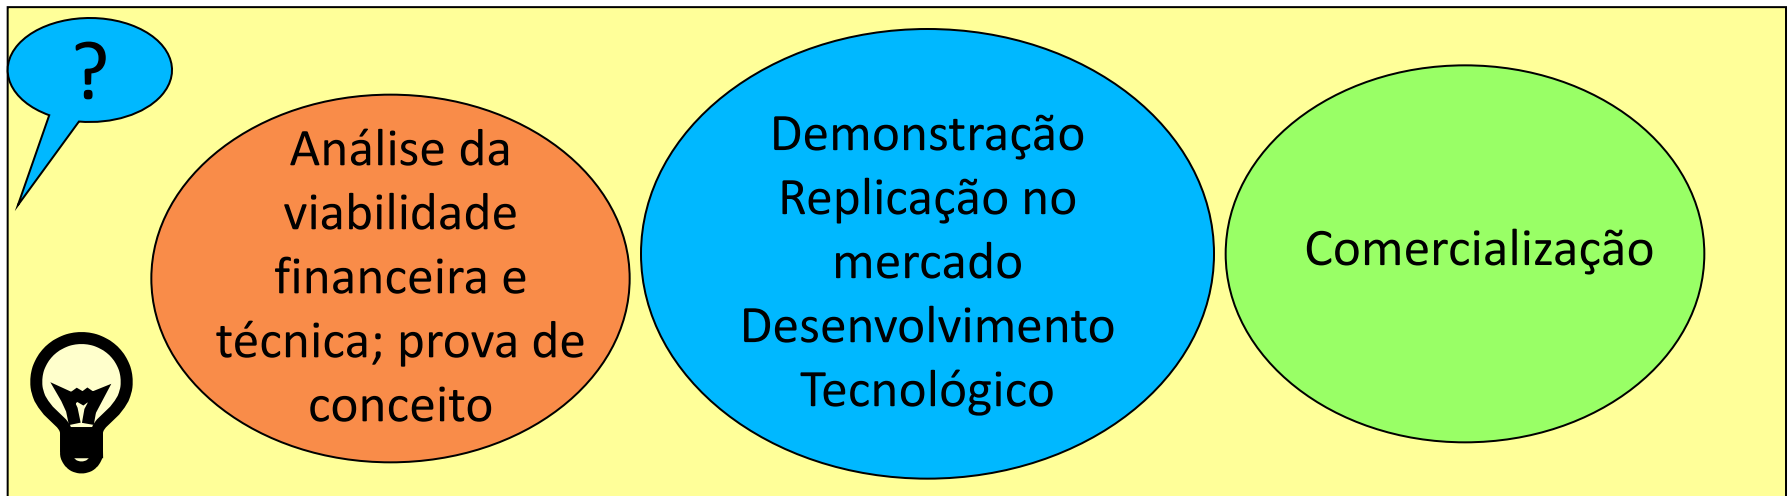 ?
Análise da
viabilidade
financeira e
técnica; prova de
conceito
Demonstração
Replicação no
mercado
Desenvolvimento
Tecnológico
Comercialização